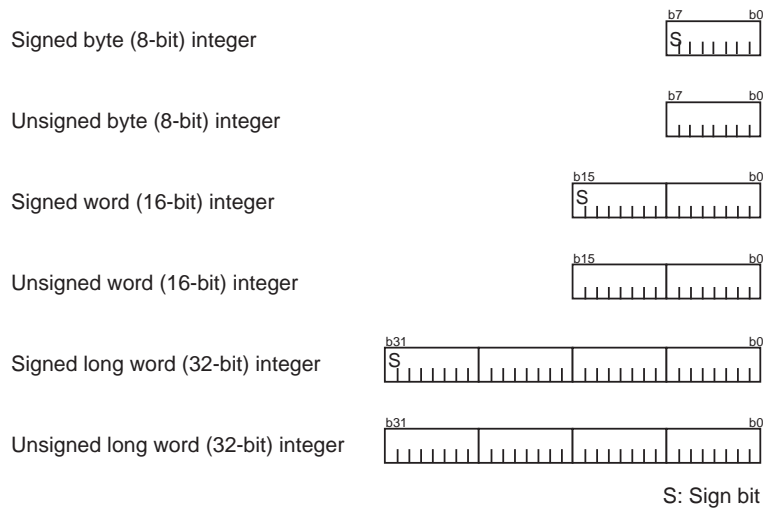 b7 b0
Signed byte (8-bit) integer S
b7 b0
Unsigned byte (8-bit) integer
b15 b0
Signed word (16-bit) integer S
b15 b0
Unsigned word (16-bit) integer
b31 b0
Signed long word (32-bit) integer S
b31 b0
Unsigned long word (32-bit) integer
S: Sign bit